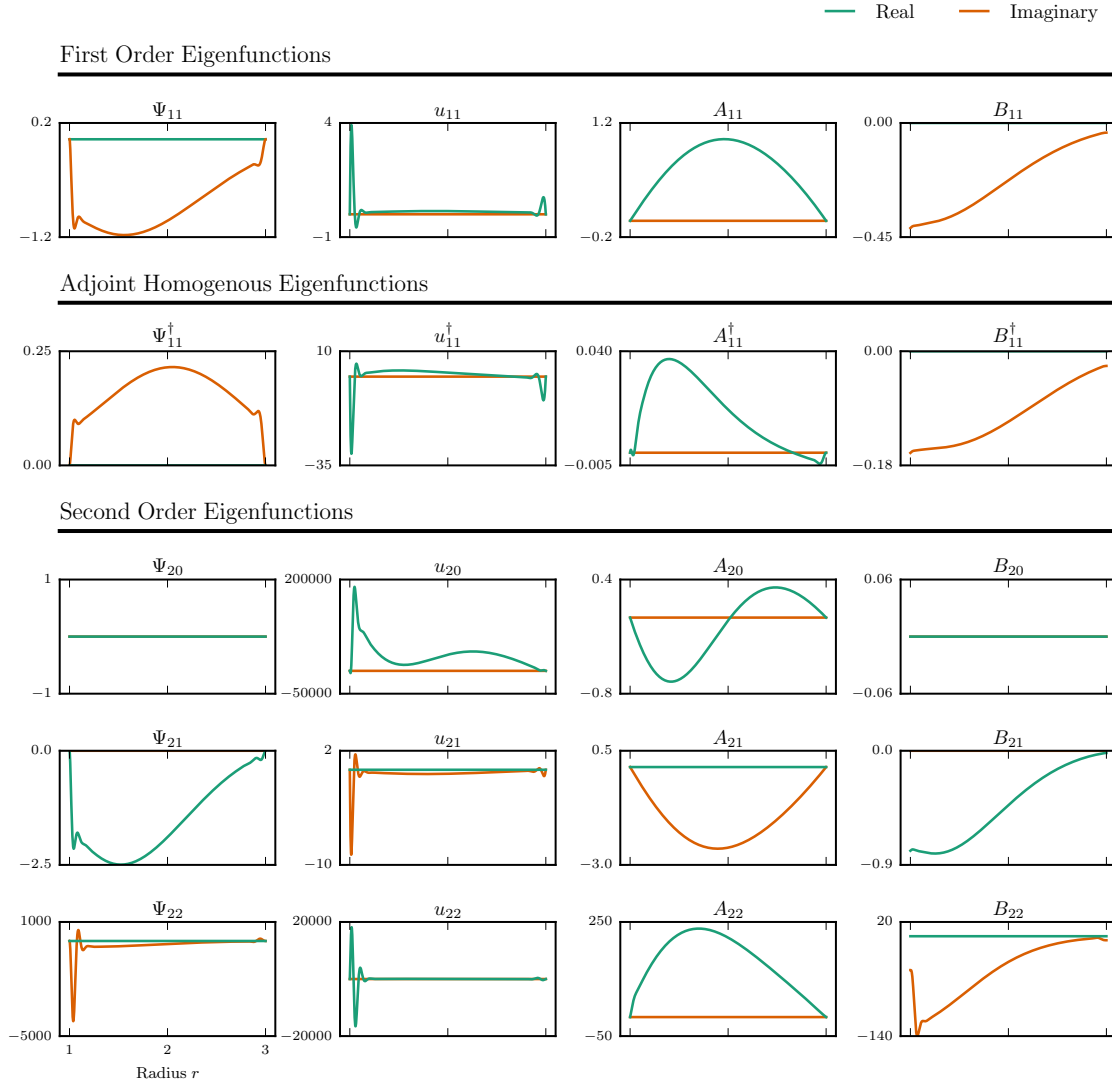 Real Imaginary
First Order Eigenfunctions
Ψ₁₁ u₁₁ A₁₁ B₁₁
0.2 4 1.2 0.00
−1.2 −1 −0.2 −0.45
Adjoint Homogenous Eigenfunctions
Ψ†₁₁ u†₁₁ A†₁₁ B†₁₁
0.25 10 0.040 0.00
0.00 −35 −0.005 −0.18
Second Order Eigenfunctions
Ψ₂₀ u₂₀ A₂₀ B₂₀
1 200000 0.4 0.06
−1 −50000 −0.8 −0.06
Ψ₂₁ u₂₁ A₂₁ B₂₁
0.0 2 0.5 0.0
−2.5 −10 −3.0 −0.9
Ψ₂₂ u₂₂ A₂₂ B₂₂
1000 20000 250 20
−5000 −20000 −50 −140
1 2 3
Radius r